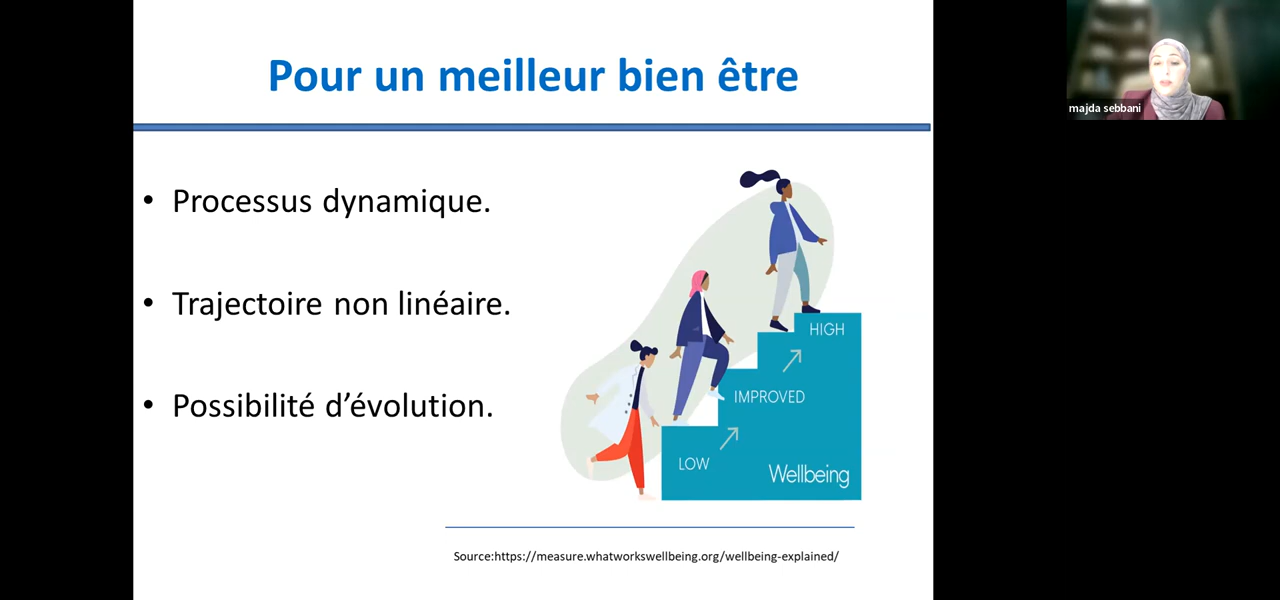 Pour un meilleur bien être
majda sebbani
• Processus dynamique.
• Trajectoire non linéaire.
• Possibilité d’évolution.
HIGH
IMPROVED
LOW
Wellbeing
Source:https://measure.whatworkswellbeing.org/wellbeing-explained/